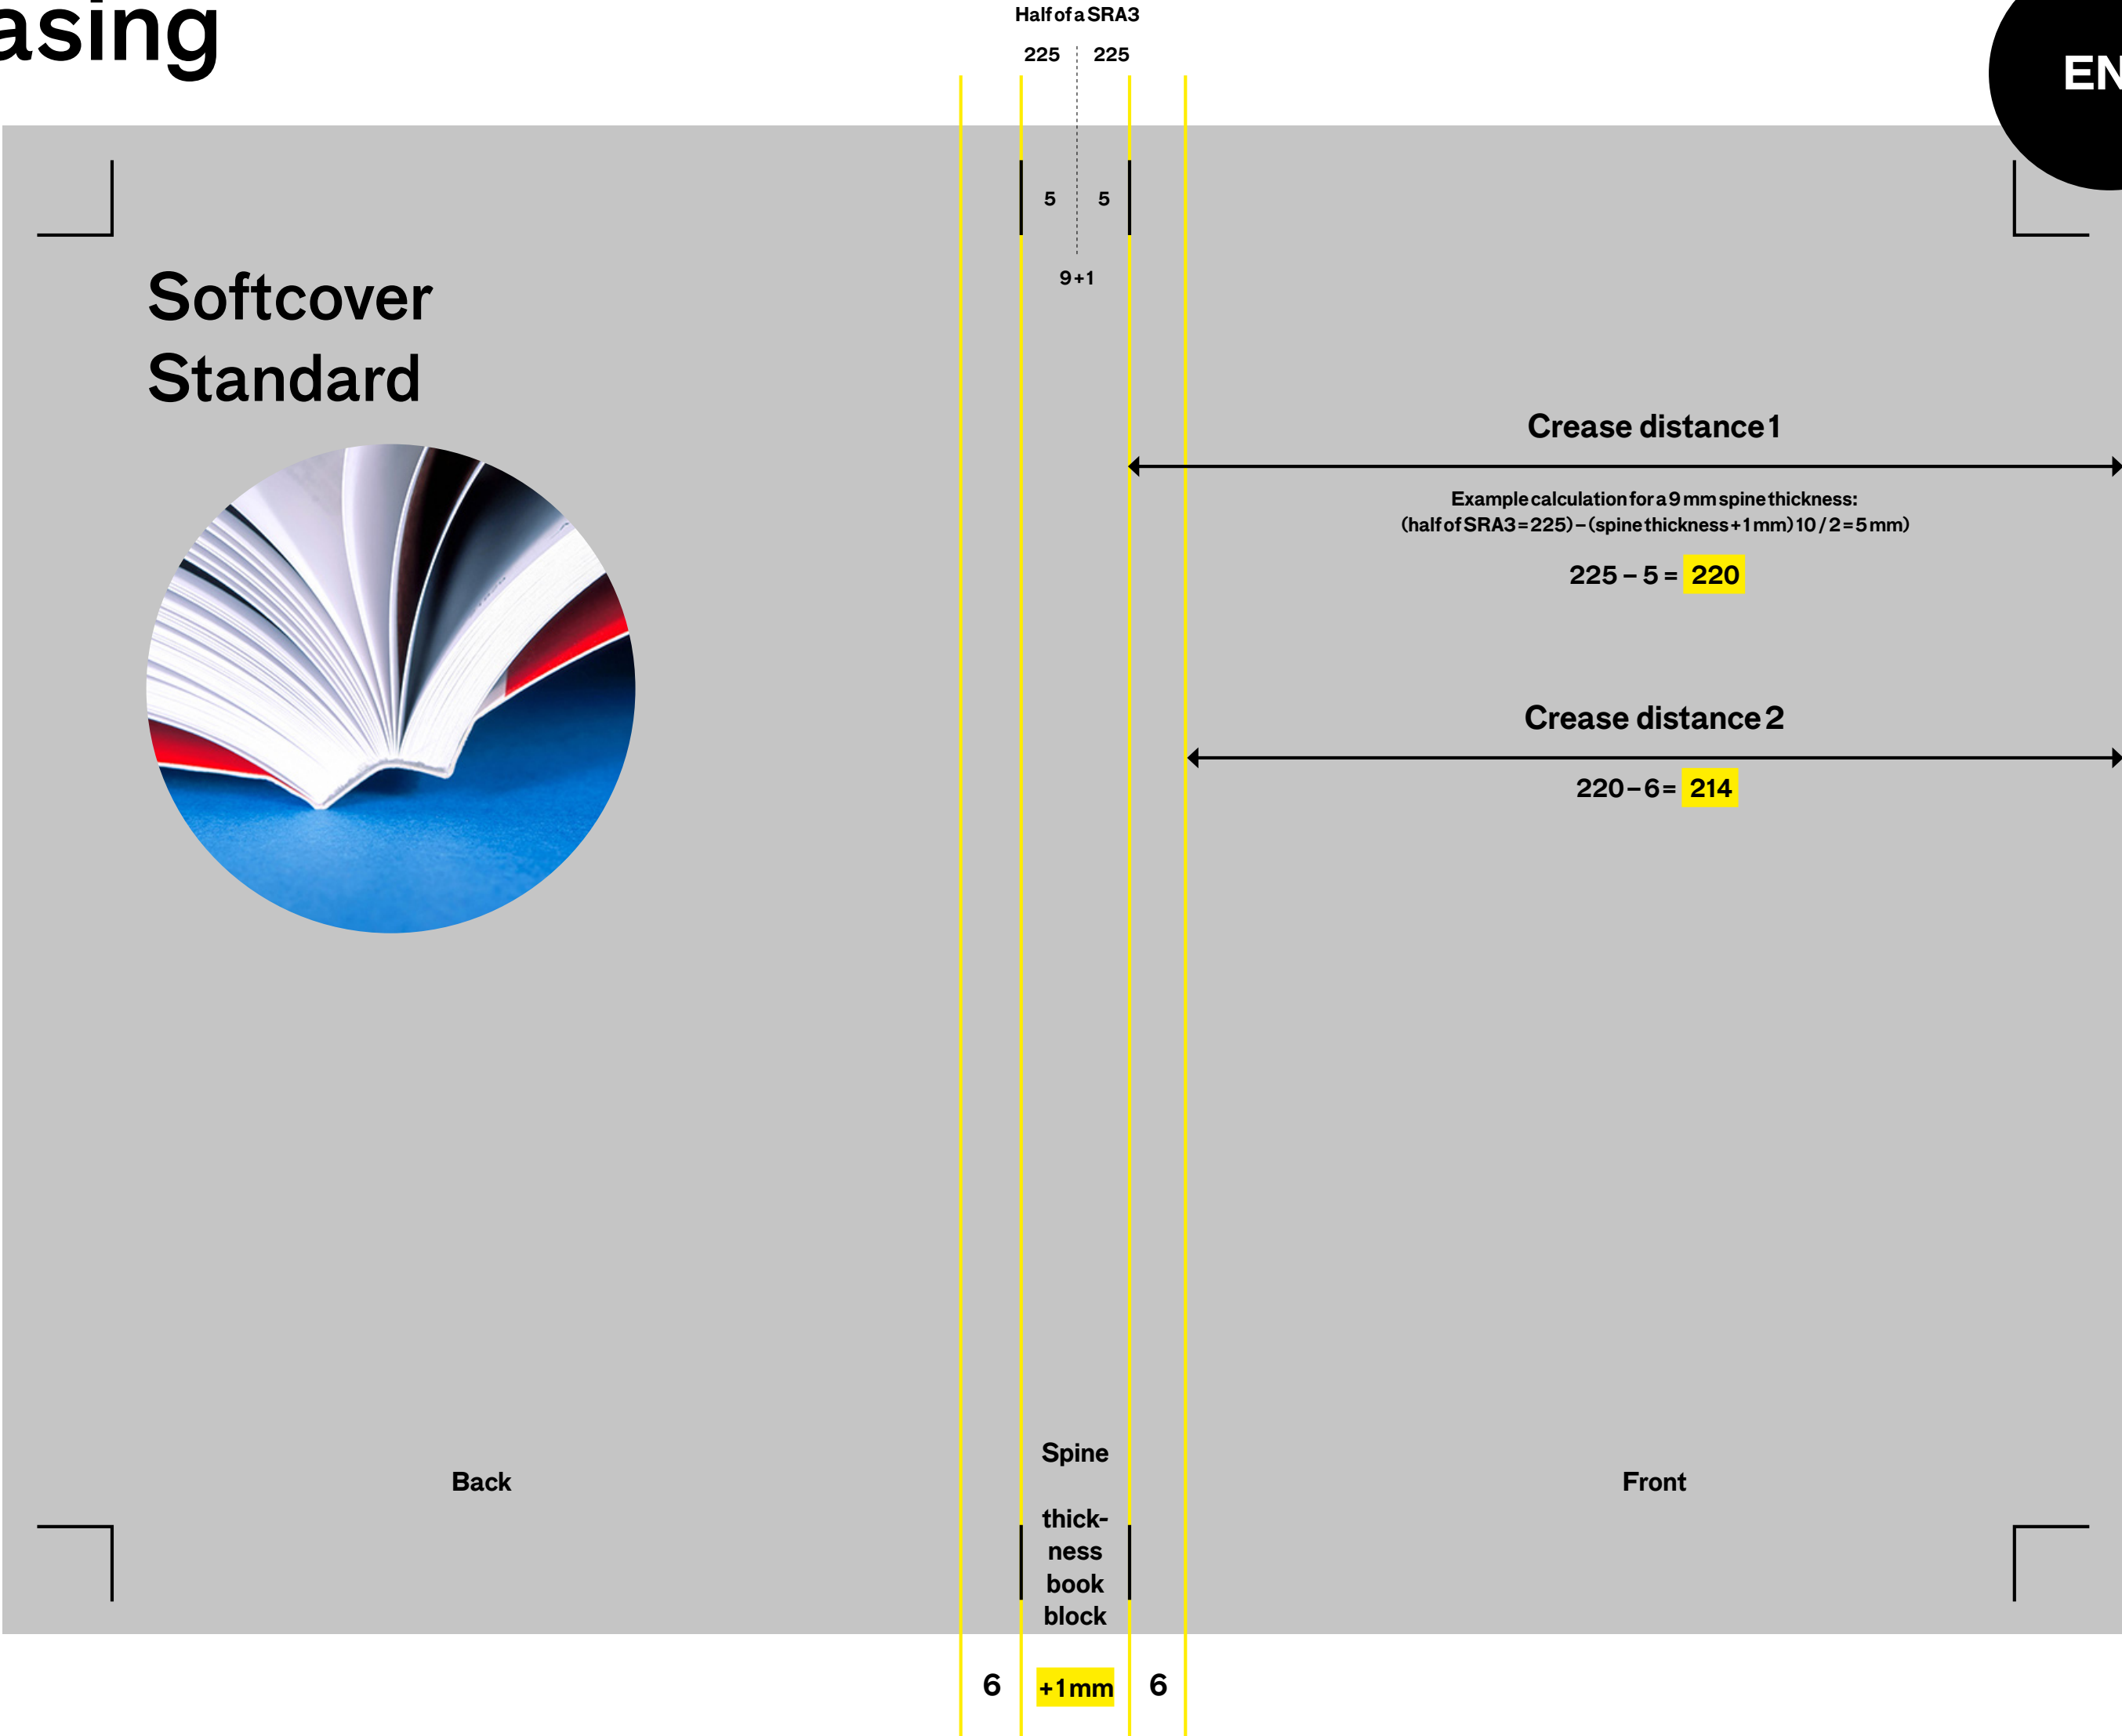 asing
Half of a SRA3
225 225
EN
5 5
9+1
Softcover
Standard
Crease distance 1
Example calculation for a 9 mm spine thickness:
(half of SRA3 = 225) – (spine thickness + 1 mm) 10 / 2 = 5 mm)
225 – 5 = 220
Crease distance 2
220 – 6 = 214
Back
Spine
thick-
ness
book
block
Front
6 +1 mm 6